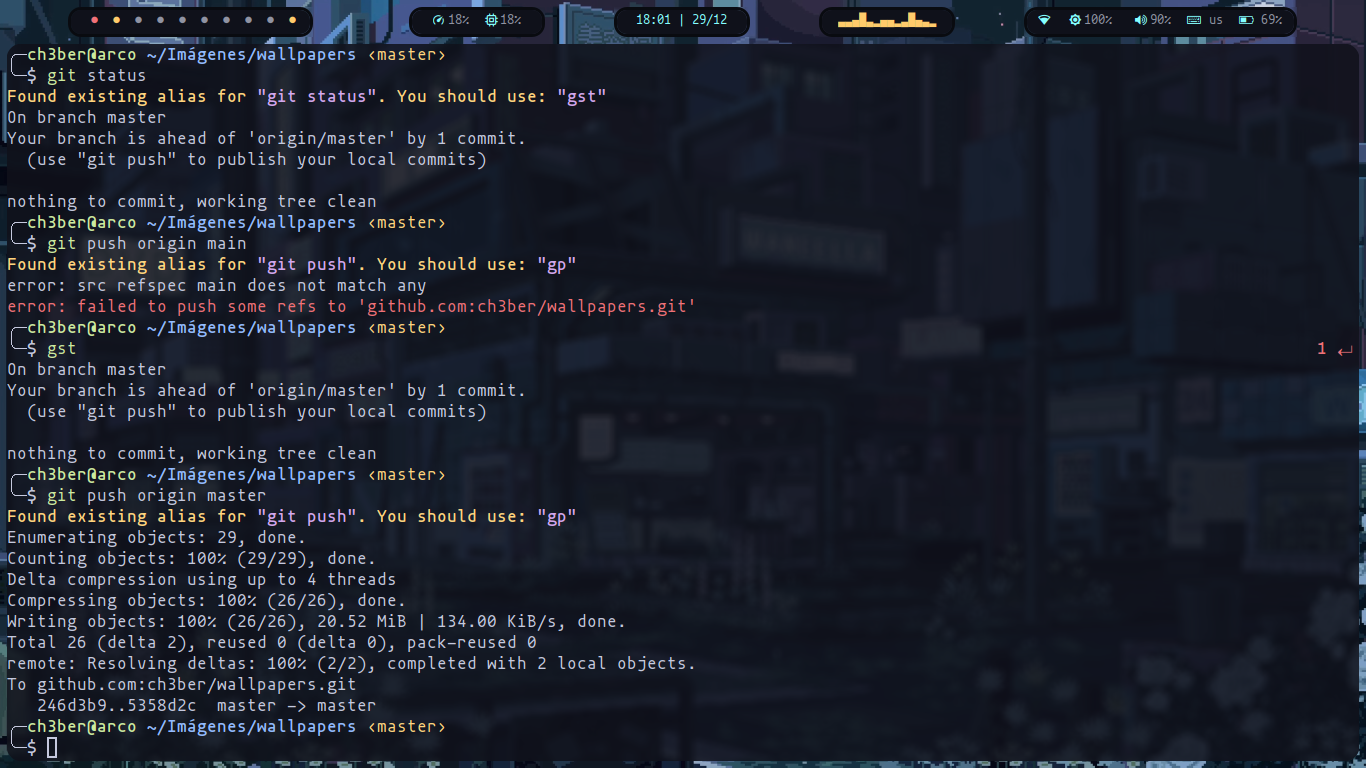 18% 18% 18:01 | 29/12 100% 90% us 69%
ch3ber@arco ~/Imágenes/wallpapers ‹master›
$ git status
Found existing alias for "git status". You should use: "gst"
On branch master
Your branch is ahead of 'origin/master' by 1 commit.
(use "git push" to publish your local commits)
nothing to commit, working tree clean
ch3ber@arco ~/Imágenes/wallpapers ‹master›
$ git push origin main
Found existing alias for "git push". You should use: "gp"
error: src refspec main does not match any
error: failed to push some refs to 'github.com:ch3ber/wallpapers.git'
ch3ber@arco ~/Imágenes/wallpapers ‹master›
$ gst 1 ↵
On branch master
Your branch is ahead of 'origin/master' by 1 commit.
(use "git push" to publish your local commits)
nothing to commit, working tree clean
ch3ber@arco ~/Imágenes/wallpapers ‹master›
$ git push origin master
Found existing alias for "git push". You should use: "gp"
Enumerating objects: 29, done.
Counting objects: 100% (29/29), done.
Delta compression using up to 4 threads
Compressing objects: 100% (26/26), done.
Writing objects: 100% (26/26), 20.52 MiB | 134.00 KiB/s, done.
Total 26 (delta 2), reused 0 (delta 0), pack-reused 0
remote: Resolving deltas: 100% (2/2), completed with 2 local objects.
To github.com:ch3ber/wallpapers.git
246d3b9..5358d2c master -> master
ch3ber@arco ~/Imágenes/wallpapers ‹master›
$